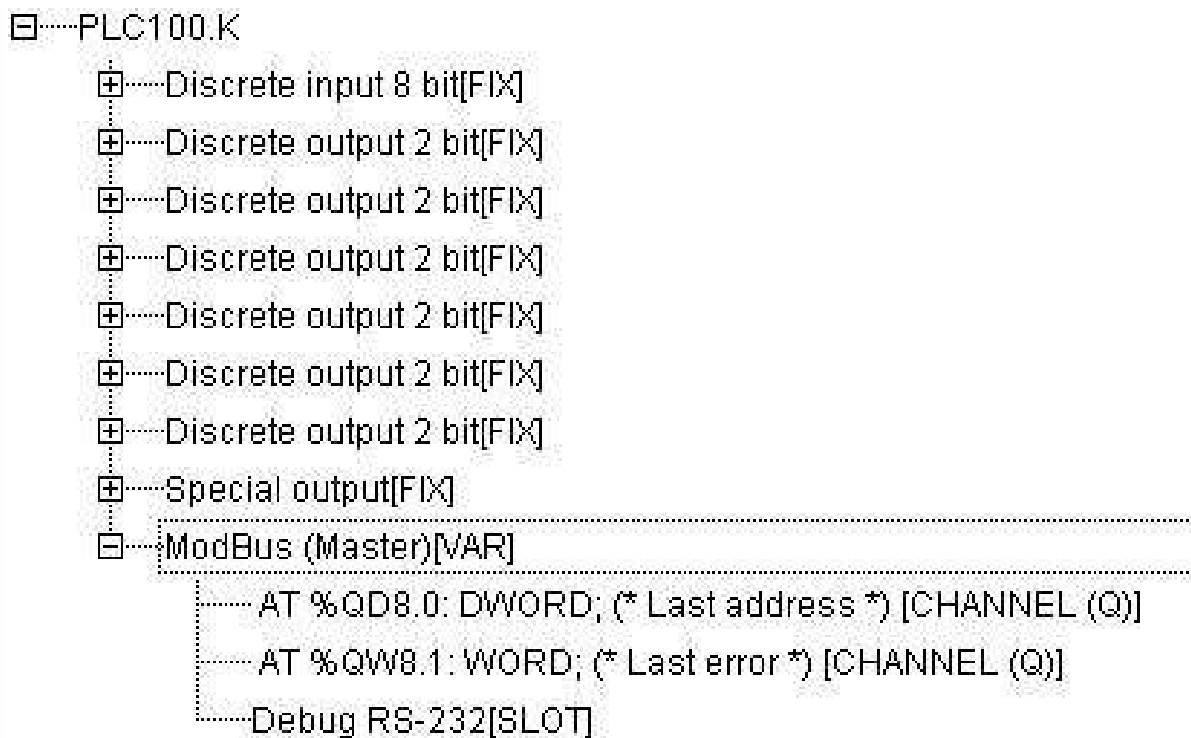 PLC100.K
Discrete input 8 bit[FIX]
Discrete output 2 bit[FIX]
Discrete output 2 bit[FIX]
Discrete output 2 bit[FIX]
Discrete output 2 bit[FIX]
Discrete output 2 bit[FIX]
Discrete output 2 bit[FIX]
Special output[FIX]
ModBus (Master)[VAR]
AT %QD8.0: DWORD; (* Last address *) [CHANNEL (Q)]
AT %QW8.1: WORD; (* Last error *) [CHANNEL (Q)]
Debug RS-232[SLOT]